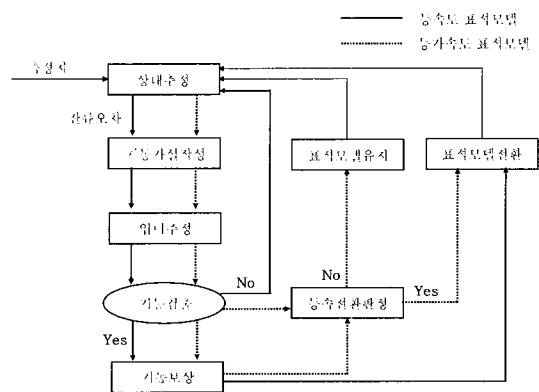 등속도 표적모델
등가속도 표적모델
추정치
상태추정
잔류오차
기동가설작성
입력추정
기동검출
No
Yes
기동보상
표적모델유지
표적모델전환
No
등속전환판정
Yes